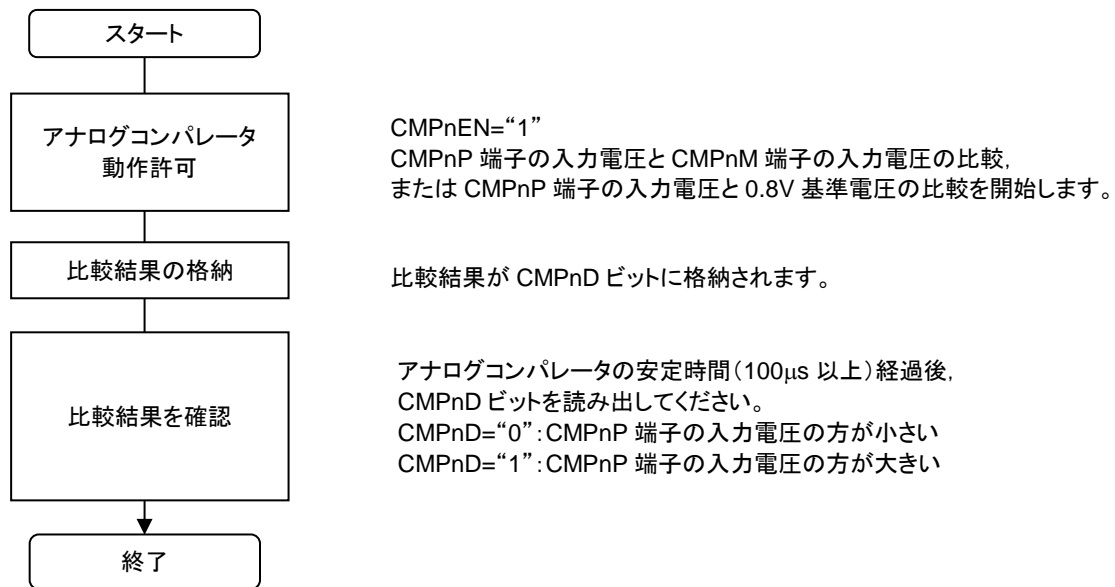 スタート
アナログコンパレータ
動作許可
CMPnEN=“1”
CMPnP 端子の入力電圧と CMPnM 端子の入力電圧の比較,
または CMPnP 端子の入力電圧と 0.8V 基準電圧の比較を開始します。
比較結果の格納
比較結果が CMPnD ビットに格納されます。
比較結果を確認
アナログコンパレータの安定時間（100μs 以上）経過後,
CMPnD ビットを読み出してください。
CMPnD=“0”：CMPnP 端子の入力電圧の方が小さい
CMPnD=“1”：CMPnP 端子の入力電圧の方が大きい
終了